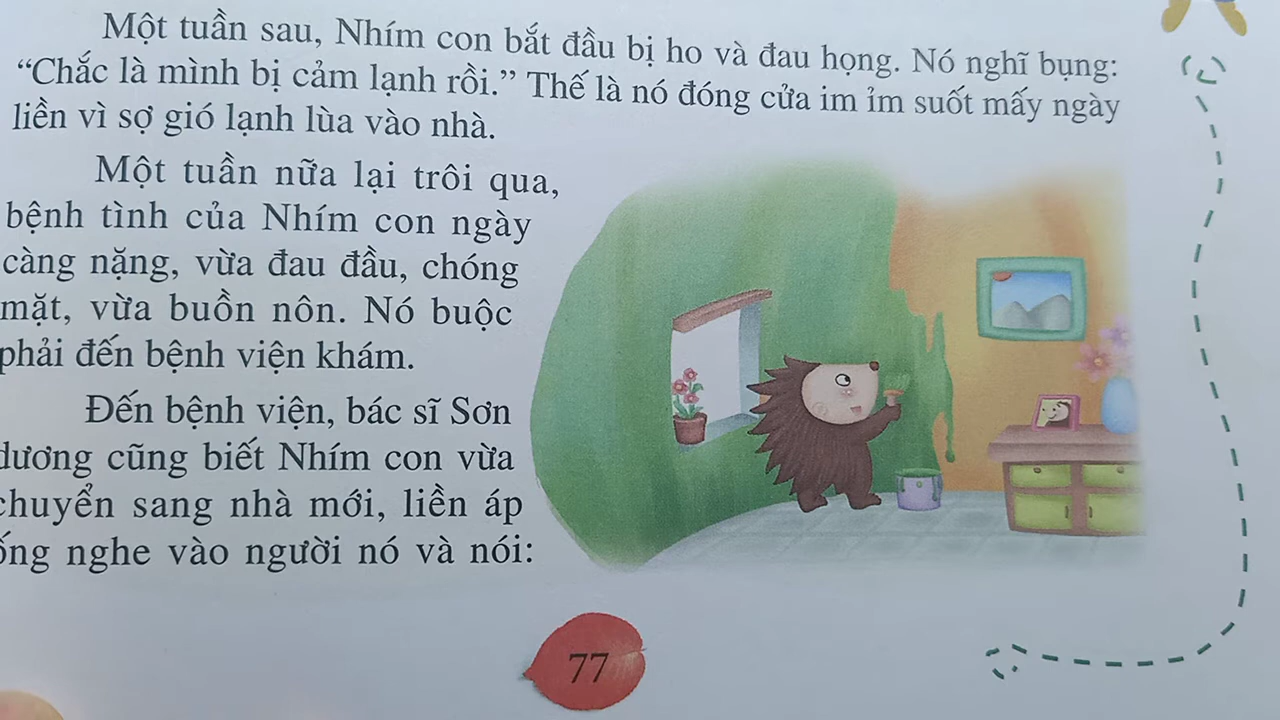 Một tuần sau, Nhím con bắt đầu bị ho và đau họng. Nó nghĩ bụng:
“Chắc là mình bị cảm lạnh rồi.” Thế là nó đóng cửa im ỉm suốt mấy ngày
liền vì sợ gió lạnh lùa vào nhà.
Một tuần nữa lại trôi qua,
bệnh tình của Nhím con ngày
càng nặng, vừa đau đầu, chóng
mặt, vừa buồn nôn. Nó buộc
phải đến bệnh viện khám.
Đến bệnh viện, bác sĩ Sơn
dương cũng biết Nhím con vừa
chuyển sang nhà mới, liền áp
ống nghe vào người nó và nói:
77